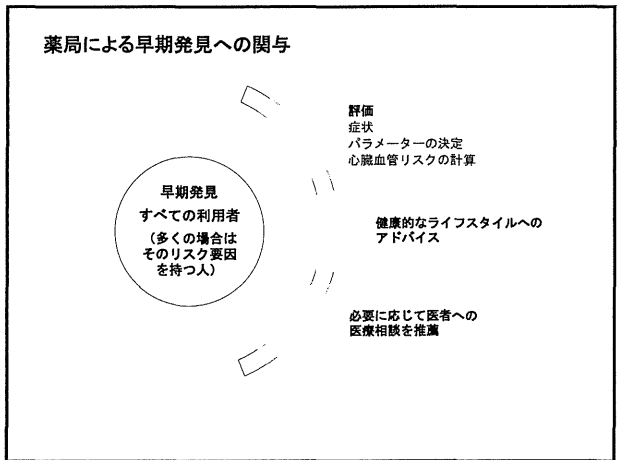 薬局による早期発見への関与
早期発見
すべての利用者
（多くの場合は
そのリスク要因
を持つ人）
評価
症状
パラメーターの決定
心臓血管リスクの計算
健康的なライフスタイルへの
アドバイス
必要に応じて医者への
医療相談を推薦